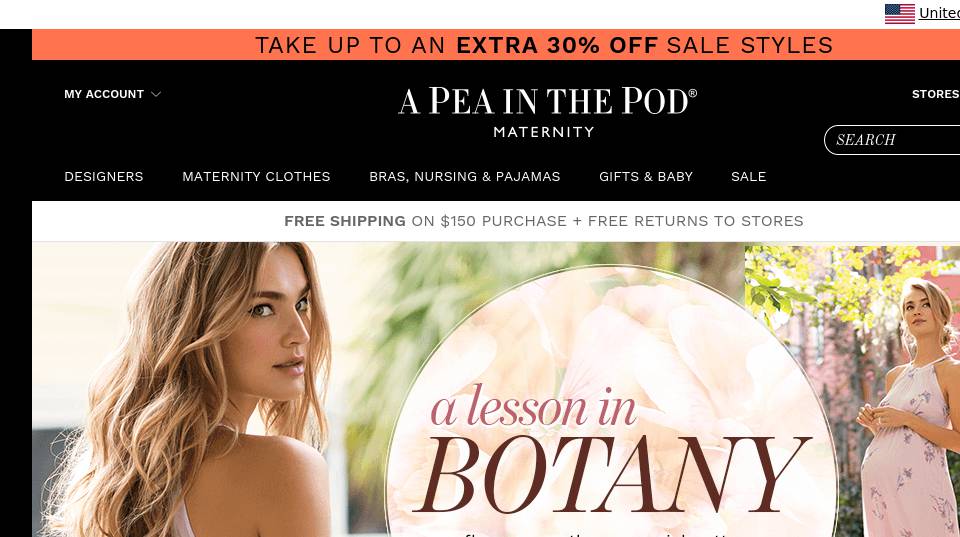 TAKE UP TO AN EXTRA 30% OFF SALE STYLES
MY ACCOUNT
A PEA IN THE POD®
MATERNITY
STORES
SEARCH
DESIGNERS MATERNITY CLOTHES BRAS, NURSING & PAJAMAS GIFTS & BABY SALE
FREE SHIPPING ON $150 PURCHASE + FREE RETURNS TO STORES
a lesson in
BOTANY